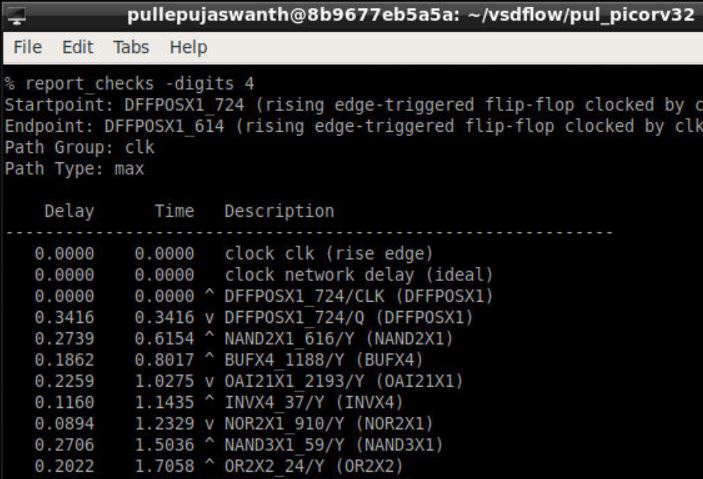 pullepujaswanth@8b9677eb5a5a: ~/vsdflow/pul_picorv32
File Edit Tabs Help
% report_checks -digits 4
Startpoint: DFFPOSX1_724 (rising edge-triggered flip-flop clocked by c
Endpoint: DFFPOSX1_614 (rising edge-triggered flip-flop clocked by clk
Path Group: clk
Path Type: max
Delay Time Description
-------------------------------------------------------------
0.0000 0.0000 clock clk (rise edge)
0.0000 0.0000 clock network delay (ideal)
0.0000 0.0000 ^ DFFPOSX1_724/CLK (DFFPOSX1)
0.3416 0.3416 v DFFPOSX1_724/Q (DFFPOSX1)
0.2739 0.6154 ^ NAND2X1_616/Y (NAND2X1)
0.1862 0.8017 ^ BUFX4_1188/Y (BUFX4)
0.2259 1.0275 v OAI21X1_2193/Y (OAI21X1)
0.1160 1.1435 ^ INVX4_37/Y (INVX4)
0.0894 1.2329 v NOR2X1_910/Y (NOR2X1)
0.2706 1.5036 ^ NAND3X1_59/Y (NAND3X1)
0.2022 1.7058 ^ OR2X2_24/Y (OR2X2)